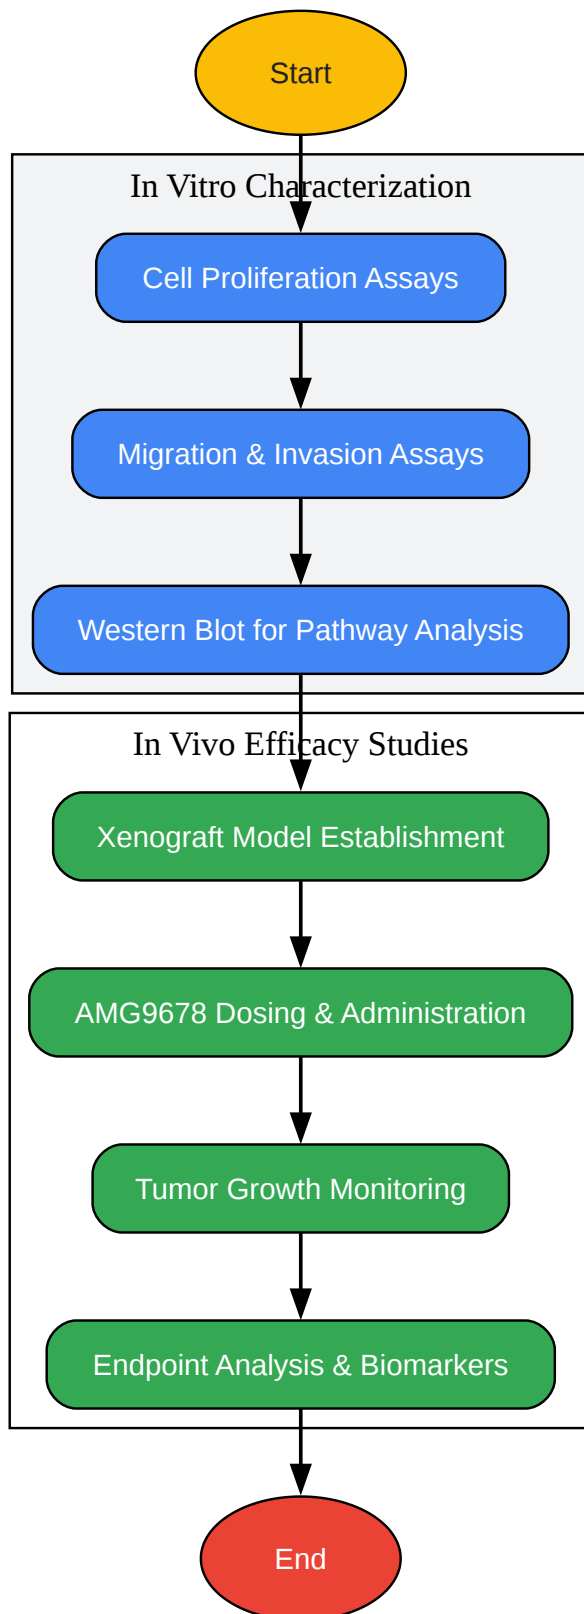 Start
In Vitro Characterization
Cell Proliferation Assays
Migration & Invasion Assays
Western Blot for Pathway Analysis
In Vivo Efficacy Studies
Xenograft Model Establishment
AMG9678 Dosing & Administration
Tumor Growth Monitoring
Endpoint Analysis & Biomarkers
End